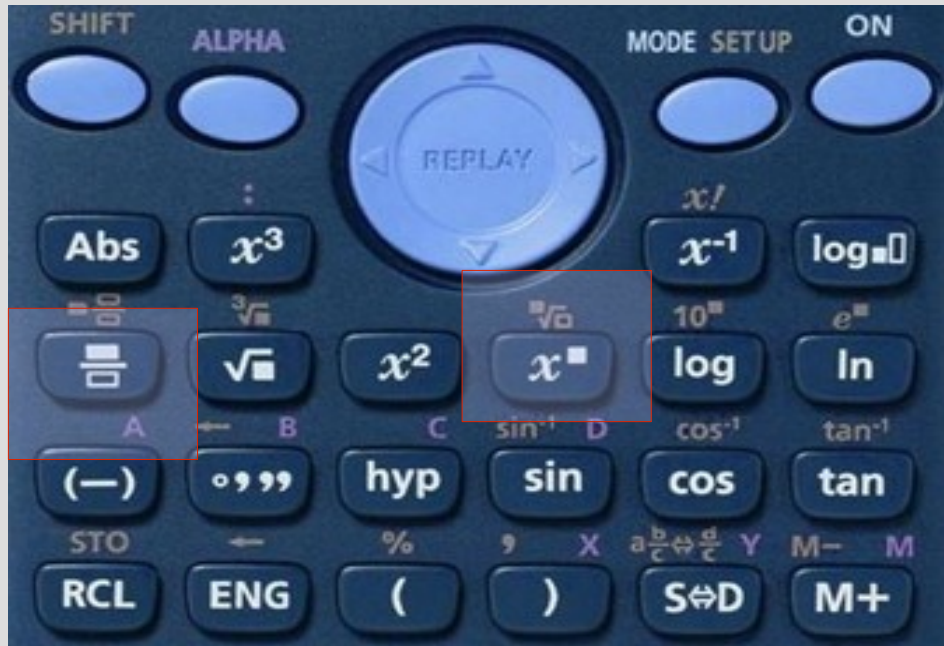 SHIFT ALPHA MODE SETUP ON
REPLAY
: x!
Abs x³ x⁻¹ log■▯
■▯/▯ ³√■ ■√▯ 10■ e■
■/▯ √■ x² x■ log ln
A ← B C sin⁻¹ D cos⁻¹ tan⁻¹
(−) °,,, hyp sin cos tan
STO ← % , X a b/c⇔d/c Y M− M
RCL ENG ( ) S⇔D M+